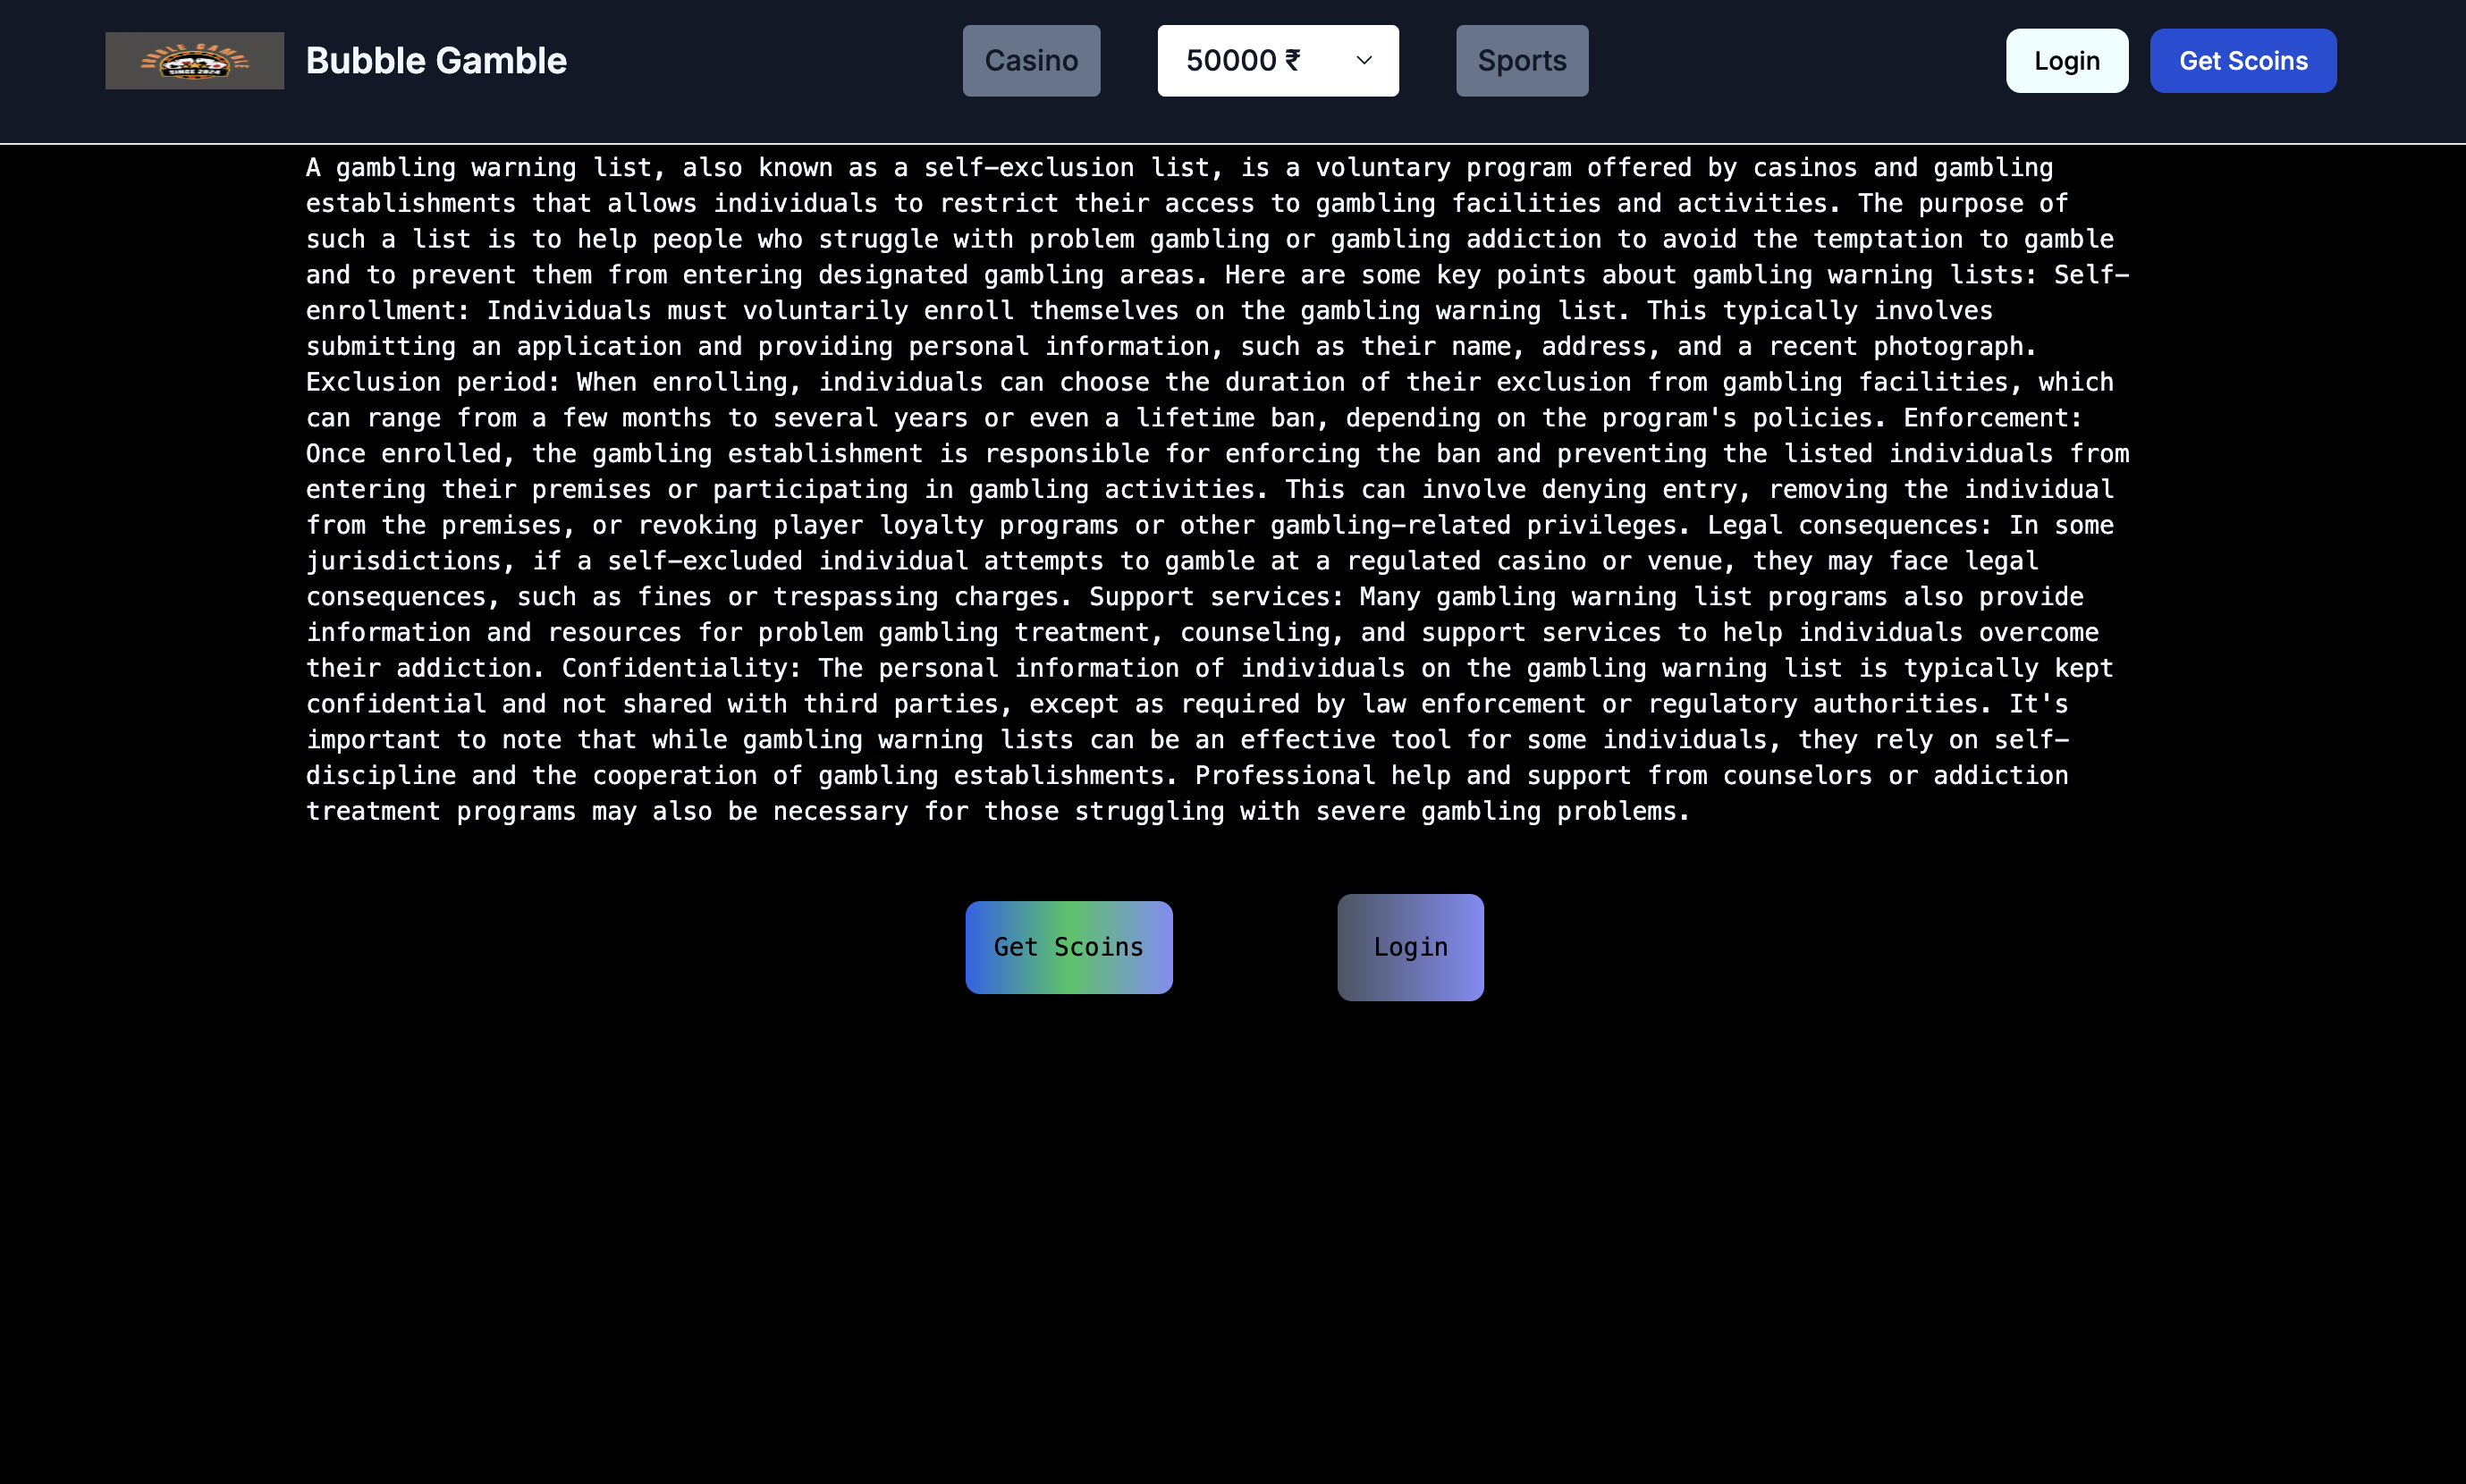 BUBBLE GAMBLE
SINCE 2024
Bubble Gamble
Casino
50000 ₹
Sports
Login
Get Scoins
A gambling warning list, also known as a self-exclusion list, is a voluntary program offered by casinos and gambling
establishments that allows individuals to restrict their access to gambling facilities and activities. The purpose of
such a list is to help people who struggle with problem gambling or gambling addiction to avoid the temptation to gamble
and to prevent them from entering designated gambling areas. Here are some key points about gambling warning lists: Self-
enrollment: Individuals must voluntarily enroll themselves on the gambling warning list. This typically involves
submitting an application and providing personal information, such as their name, address, and a recent photograph.
Exclusion period: When enrolling, individuals can choose the duration of their exclusion from gambling facilities, which
can range from a few months to several years or even a lifetime ban, depending on the program's policies. Enforcement:
Once enrolled, the gambling establishment is responsible for enforcing the ban and preventing the listed individuals from
entering their premises or participating in gambling activities. This can involve denying entry, removing the individual
from the premises, or revoking player loyalty programs or other gambling-related privileges. Legal consequences: In some
jurisdictions, if a self-excluded individual attempts to gamble at a regulated casino or venue, they may face legal
consequences, such as fines or trespassing charges. Support services: Many gambling warning list programs also provide
information and resources for problem gambling treatment, counseling, and support services to help individuals overcome
their addiction. Confidentiality: The personal information of individuals on the gambling warning list is typically kept
confidential and not shared with third parties, except as required by law enforcement or regulatory authorities. It's
important to note that while gambling warning lists can be an effective tool for some individuals, they rely on self-
discipline and the cooperation of gambling establishments. Professional help and support from counselors or addiction
treatment programs may also be necessary for those struggling with severe gambling problems.
Get Scoins
Login